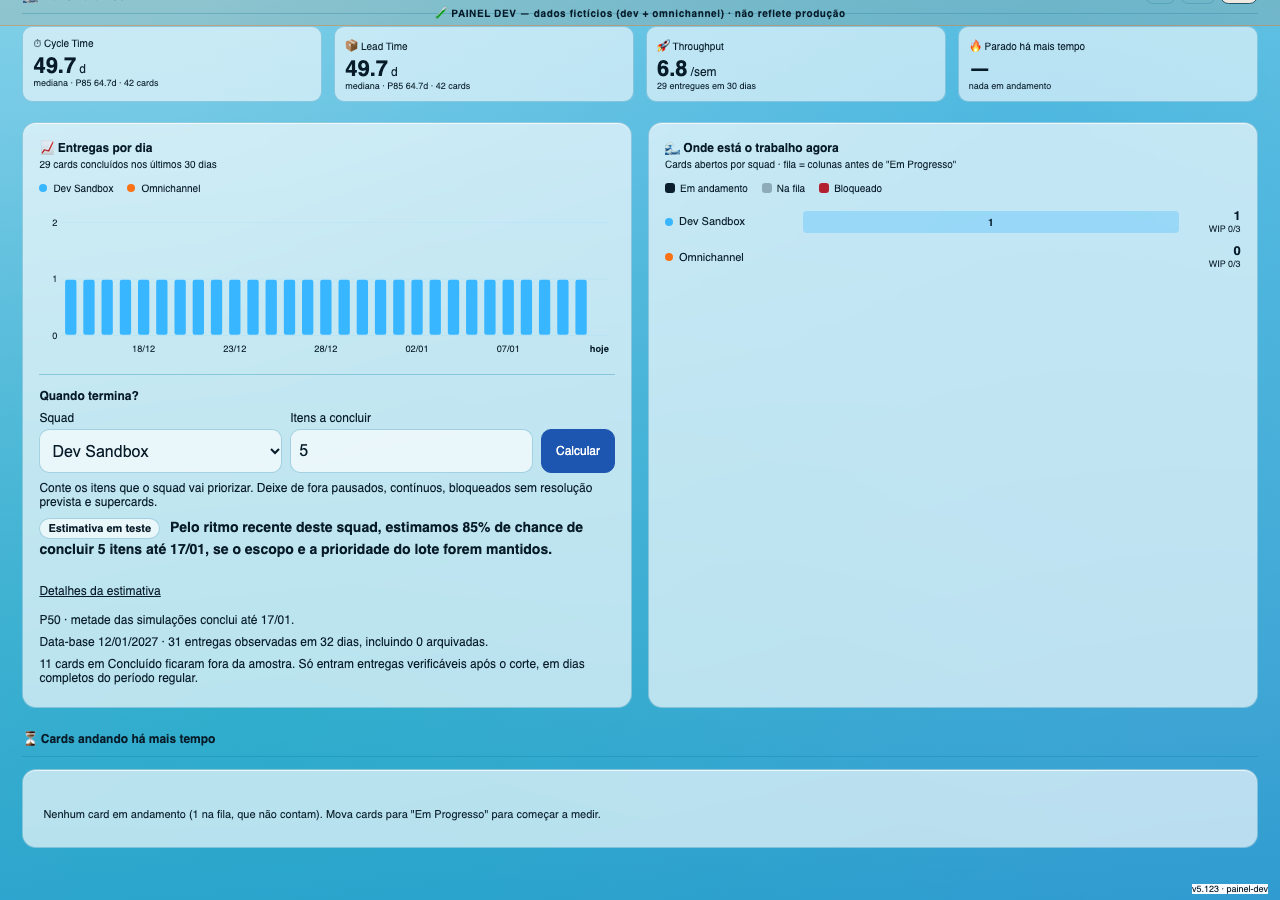 PAINEL DEV — dados fictícios (dev + omnichannel) · não reflete produção
Cycle Time
49.7 d
mediana · P85 64.7d · 42 cards
Lead Time
49.7 d
mediana · P85 64.7d · 42 cards
Throughput
6.8 /sem
29 entregues em 30 dias
Parado há mais tempo
—
nada em andamento
Entregas por dia
29 cards concluídos nos últimos 30 dias
Dev Sandbox Omnichannel
2
1
0
18/12 23/12 28/12 02/01 07/01 hoje
Quando termina?
Squad
Dev Sandbox
Itens a concluir
5
Calcular
Conte os itens que o squad vai priorizar. Deixe de fora pausados, contínuos, bloqueados sem resolução
prevista e supercards.
Estimativa em teste Pelo ritmo recente deste squad, estimamos 85% de chance de
concluir 5 itens até 17/01, se o escopo e a prioridade do lote forem mantidos.
Detalhes da estimativa
P50 · metade das simulações conclui até 17/01.
Data-base 12/01/2027 · 31 entregas observadas em 32 dias, incluindo 0 arquivadas.
11 cards em Concluído ficaram fora da amostra. Só entram entregas verificáveis após o corte, em dias
completos do período regular.
Onde está o trabalho agora
Cards abertos por squad · fila = colunas antes de "Em Progresso"
Em andamento Na fila Bloqueado
Dev Sandbox 1 1
WIP 0/3
Omnichannel 0
WIP 0/3
Cards andando há mais tempo
Nenhum card em andamento (1 na fila, que não contam). Mova cards para "Em Progresso" para começar a medir.
v5.123 · painel-dev